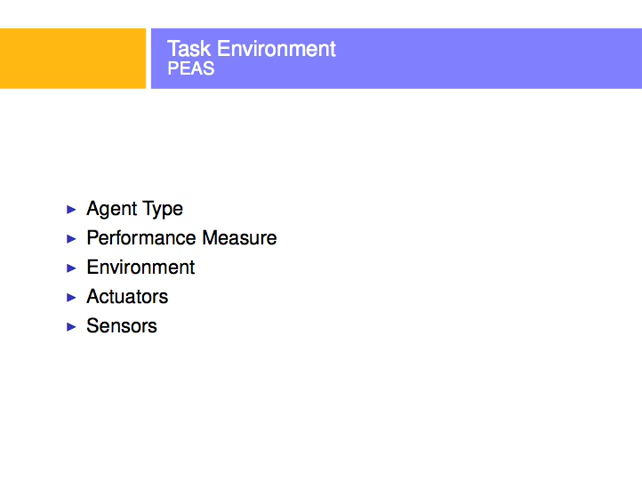 Task Environment
PEAS
Agent Type
Performance Measure
Environment
Actuators
Sensors